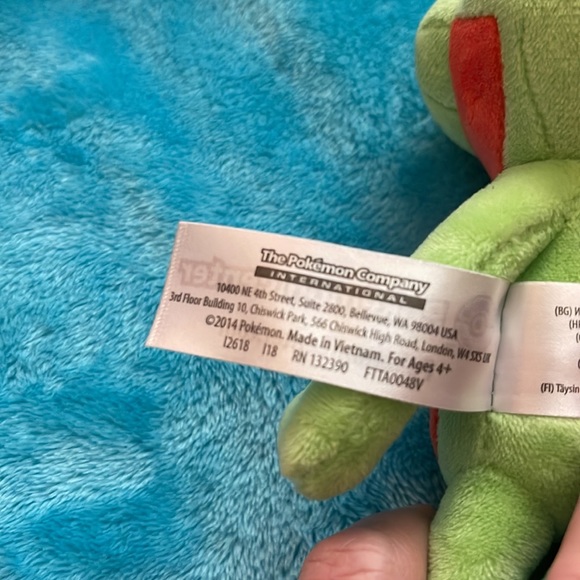 The Pokémon Company
INTERNATIONAL
10400 NE 4th Street, Suite 2800, Bellevue, WA 98004 USA
3rd Floor Building 10, Chiswick Park, 566 Chiswick High Road, London, W4 5XS UK
©2014 Pokémon. Made in Vietnam. For Ages 4+
I2618 I18 RN 132390 FTTA0048V
(BG)
(FI) Täysin